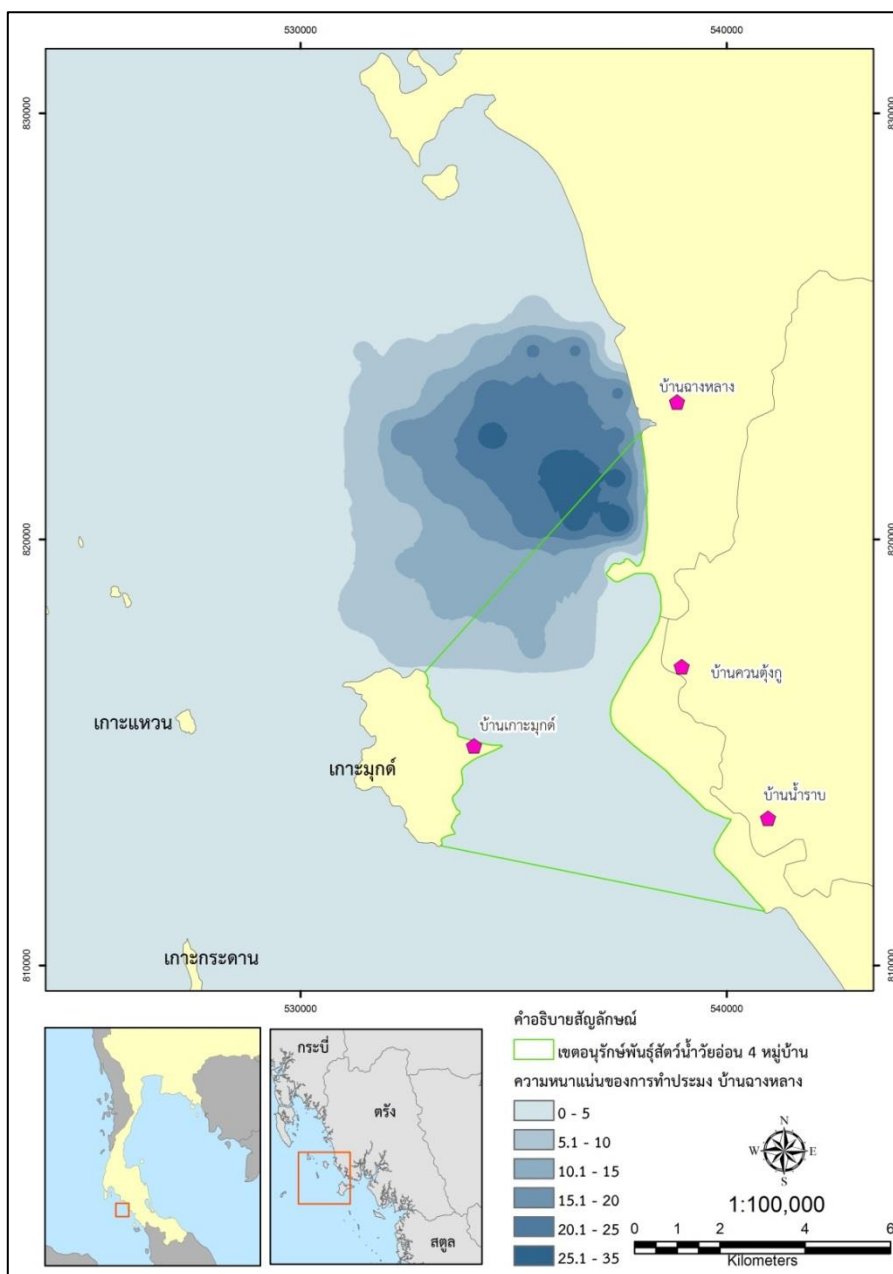 530000
540000
830000
830000
บ้านฉางหลาง
820000
820000
บ้านควนตุ้งกู
เกาะแหวน
บ้านเกาะมุกด์
เกาะมุกด์
บ้านน้ำราบ
เกาะกระดาน
810000
810000
530000
540000
คำอธิบายสัญลักษณ์
เขตอนุรักษ์พันธุ์สัตว์น้ำวัยอ่อน 4 หมู่บ้าน
ความหนาแน่นของการทำประมง บ้านฉางหลาง
0 - 5
5.1 - 10
10.1 - 15
15.1 - 20
20.1 - 25
25.1 - 35
N
W E
S
1:100,000
0 1 2 4 6
Kilometers
กระบี่
ตรัง
สตูล